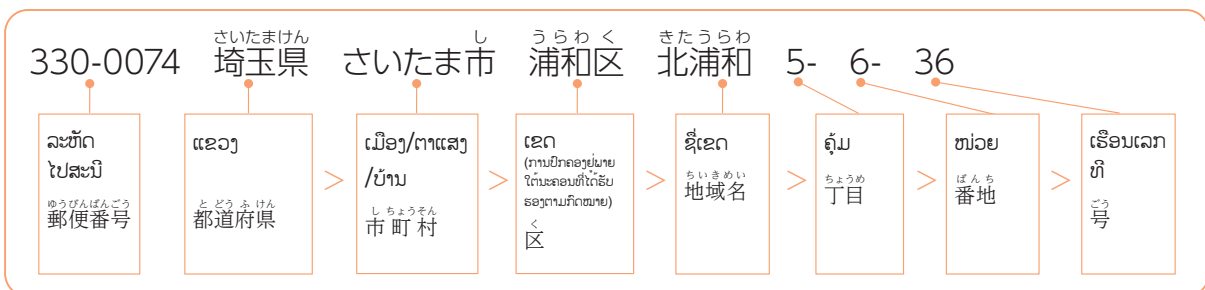 さいたまけん し うらわ く きたうらわ
330-0074 埼玉県 さいたま市 浦和区 北浦和 5- 6- 36
ລະຫັດ
ໄປສະນີ
ゆうびんばんごう
郵便番号
ແຂວງ
と どう ふ けん
都道府県
>
ເມືອງ/ຕາແສງ
/ບ້ານ
し ちょうそん
市町村
>
ເຂດ
(ການປົກຄອງຢູ່ພາຍ
ໃຕ້ນະຄອນທີ່ໄດ້ຮັບ
ຮອງຕາມກົດໝາຍ)
く
区
>
ຊື່ເຂດ
ちいきめい
地域名
>
ຄຸ້ມ
ちょうめ
丁目
>
ໜ່ວຍ
ばんち
番地
>
ເຮືອນເລກ
ທີ
ごう
号